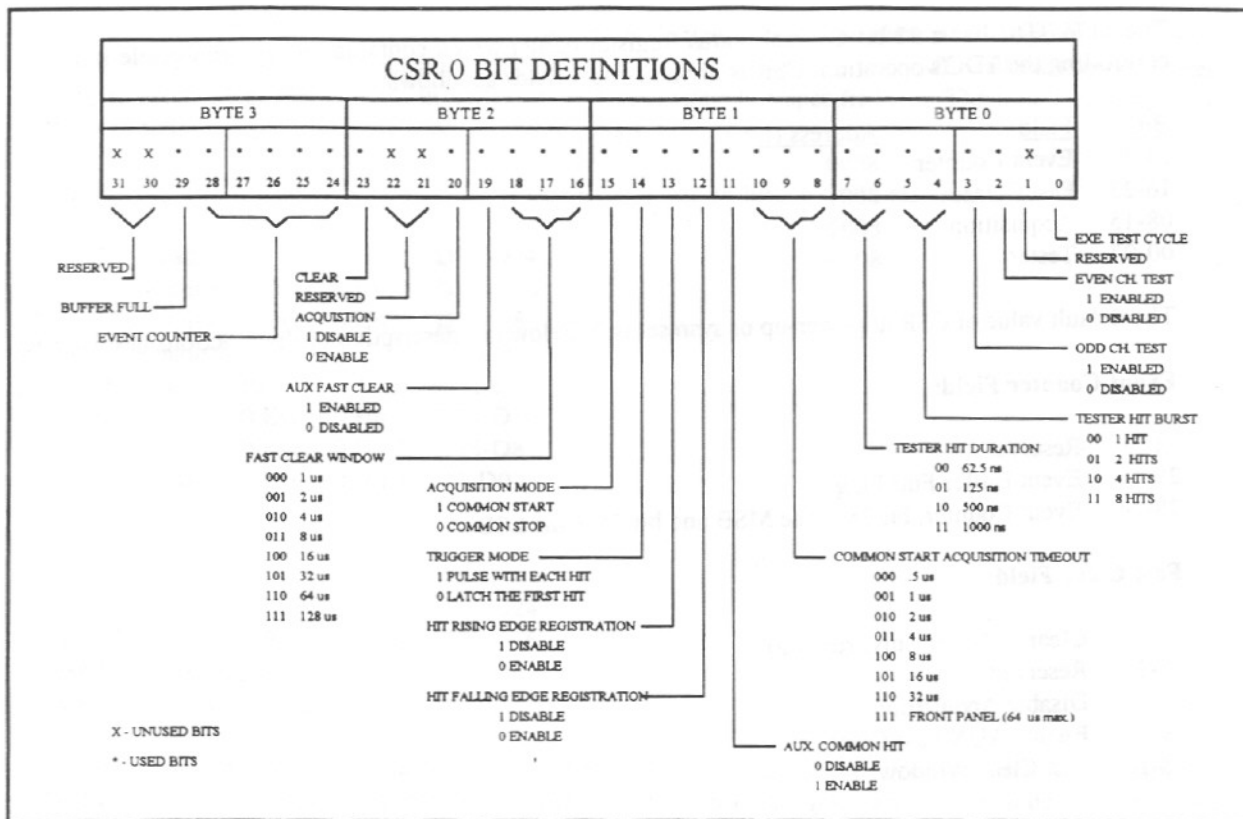 CSR 0 BIT DEFINITIONS
BYTE 3 BYTE 2 BYTE 1 BYTE 0
X X * * * * * * * X X * * * * * * * * * * * * * * * * * * * X *
31 30 29 28 27 26 25 24 23 22 21 20 19 18 17 16 15 14 13 12 11 10 9 8 7 6 5 4 3 2 1 0
RESERVED
BUFFER FULL
EVENT COUNTER
CLEAR
RESERVED
ACQUISTION
1 DISABLE
0 ENABLE
AUX FAST CLEAR
1 ENABLED
0 DISABLED
FAST CLEAR WINDOW
000 1 us
001 2 us
010 4 us
011 8 us
100 16 us
101 32 us
110 64 us
111 128 us
ACQUISITION MODE
1 COMMON START
0 COMMON STOP
TRIGGER MODE
1 PULSE WITH EACH HIT
0 LATCH THE FIRST HIT
HIT RISING EDGE REGISTRATION
1 DISABLE
0 ENABLE
HIT FALLING EDGE REGISTRATION
1 DISABLE
0 ENABLE
AUX. COMMON HIT
0 DISABLE
1 ENABLE
COMMON START ACQUISITION TIMEOUT
000 .5 us
001 1 us
010 2 us
011 4 us
100 8 us
101 16 us
110 32 us
111 FRONT PANEL (64 us max.)
TESTER HIT DURATION
00 62.5 ns
01 125 ns
10 500 ns
11 1000 ns
TESTER HIT BURST
00 1 HIT
01 2 HITS
10 4 HITS
11 8 HITS
ODD CH. TEST
1 ENABLED
0 DISABLED
EVEN CH. TEST
1 ENABLED
0 DISABLED
RESERVED
EXE. TEST CYCLE
X - UNUSED BITS
* - USED BITS